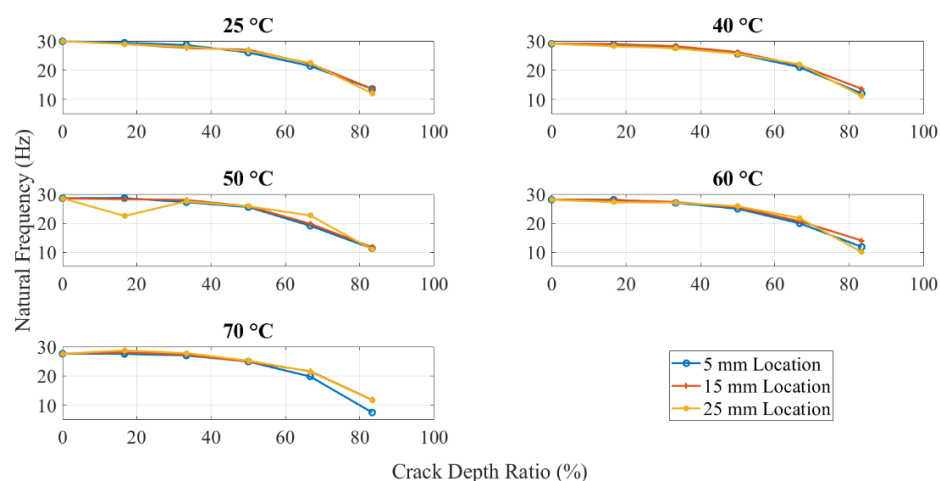 25 °C
30
20
10
0 20 40 60 80 100
40 °C
30
20
10
0 20 40 60 80 100
50 °C
30
20
10
0 20 40 60 80 100
60 °C
30
20
10
0 20 40 60 80 100
70 °C
30
20
10
0 20 40 60 80 100
Natural Frequency (Hz)
Crack Depth Ratio (%)
5 mm Location
15 mm Location
25 mm Location